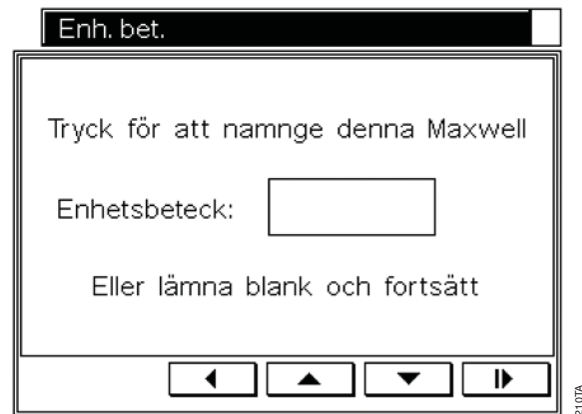 Enh. bet.
Tryck för att namnge denna Maxwell
Enhetsbeteck:
Eller lämna blank och fortsätt